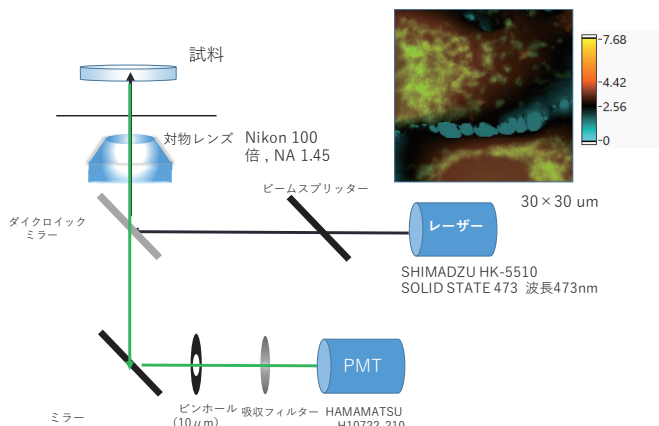 試料
対物レンズ Nikon 100
倍 , NA 1.45
-7.68
-4.42
-2.56
-0
30×30 um
ビームスプリッター
ダイクロイック
ミラー
レーザー
SHIMADZU HK-5510
SOLID STATE 473 波長473nm
PMT
ミラー
ピンホール
(10μm)
吸収フィルター
HAMAMATSU
H10722-210